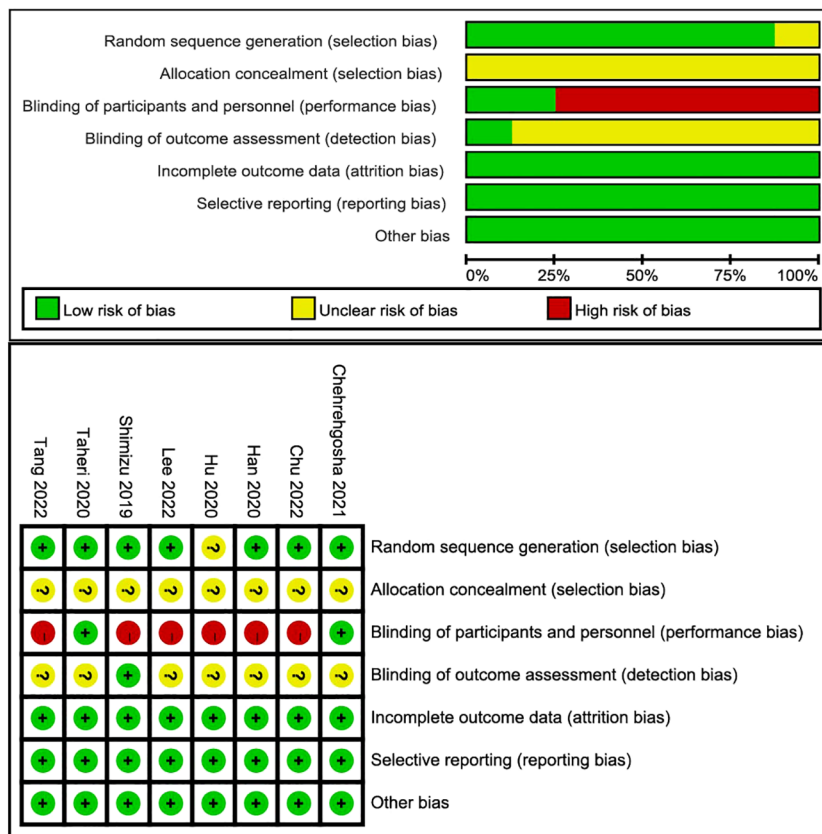 Random sequence generation (selection bias)
Allocation concealment (selection bias)
Blinding of participants and personnel (performance bias)
Blinding of outcome assessment (detection bias)
Incomplete outcome data (attrition bias)
Selective reporting (reporting bias)
Other bias
0% 25% 50% 75% 100%
Low risk of bias Unclear risk of bias High risk of bias
Tang 2022
Taheri 2020
Shimizu 2019
Lee 2022
Hu 2020
Han 2020
Chu 2022
Chehrehgosha 2021
+ + + + ? + + + Random sequence generation (selection bias)
? ? ? ? ? ? ? ? Allocation concealment (selection bias)
– + – – – – – + Blinding of participants and personnel (performance bias)
? ? + ? ? ? ? ? Blinding of outcome assessment (detection bias)
+ + + + + + + + Incomplete outcome data (attrition bias)
+ + + + + + + + Selective reporting (reporting bias)
+ + + + + + + + Other bias